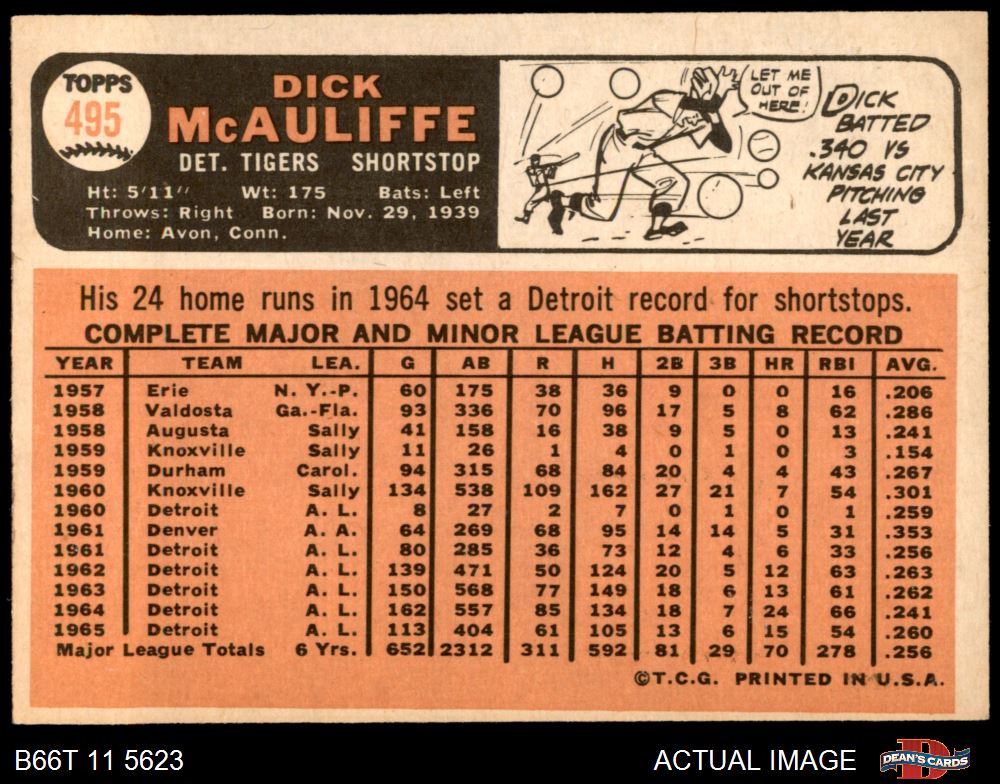 TOPPS
495
DICK
McAULIFFE
DET. TIGERS SHORTSTOP
Ht: 5'11" Wt: 175 Bats: Left
Throws: Right Born: Nov. 29, 1939
Home: Avon, Conn.
LET ME
OUT OF
HERE!
DICK
BATTED
.340 VS
KANSAS CITY
PITCHING
LAST
YEAR
His 24 home runs in 1964 set a Detroit record for shortstops.
COMPLETE MAJOR AND MINOR LEAGUE BATTING RECORD
YEAR TEAM LEA. G AB R H 2B 3B HR RBI AVG.
1957 Erie N. Y.-P. 60 175 38 36 9 0 0 16 .206
1958 Valdosta Ga.-Fla. 93 336 70 96 17 5 8 62 .286
1958 Augusta Sally 41 158 16 38 9 5 0 13 .241
1959 Knoxville Sally 11 26 1 4 0 1 0 3 .154
1959 Durham Carol. 94 315 68 84 20 4 4 43 .267
1960 Knoxville Sally 134 538 109 162 27 21 7 54 .301
1960 Detroit A. L. 8 27 2 7 0 1 0 1 .259
1961 Denver A. A. 64 269 68 95 14 14 5 31 .353
1961 Detroit A. L. 80 285 36 73 12 4 6 33 .256
1962 Detroit A. L. 139 471 50 124 20 5 12 63 .263
1963 Detroit A. L. 150 568 77 149 18 6 13 61 .262
1964 Detroit A. L. 162 557 85 134 18 7 24 66 .241
1965 Detroit A. L. 113 404 61 105 13 6 15 54 .260
Major League Totals 6 Yrs. 652 2312 311 592 81 29 70 278 .256
©T.C.G. PRINTED IN U.S.A.
B66T 11 5623
ACTUAL IMAGE
DEAN'S CARDS